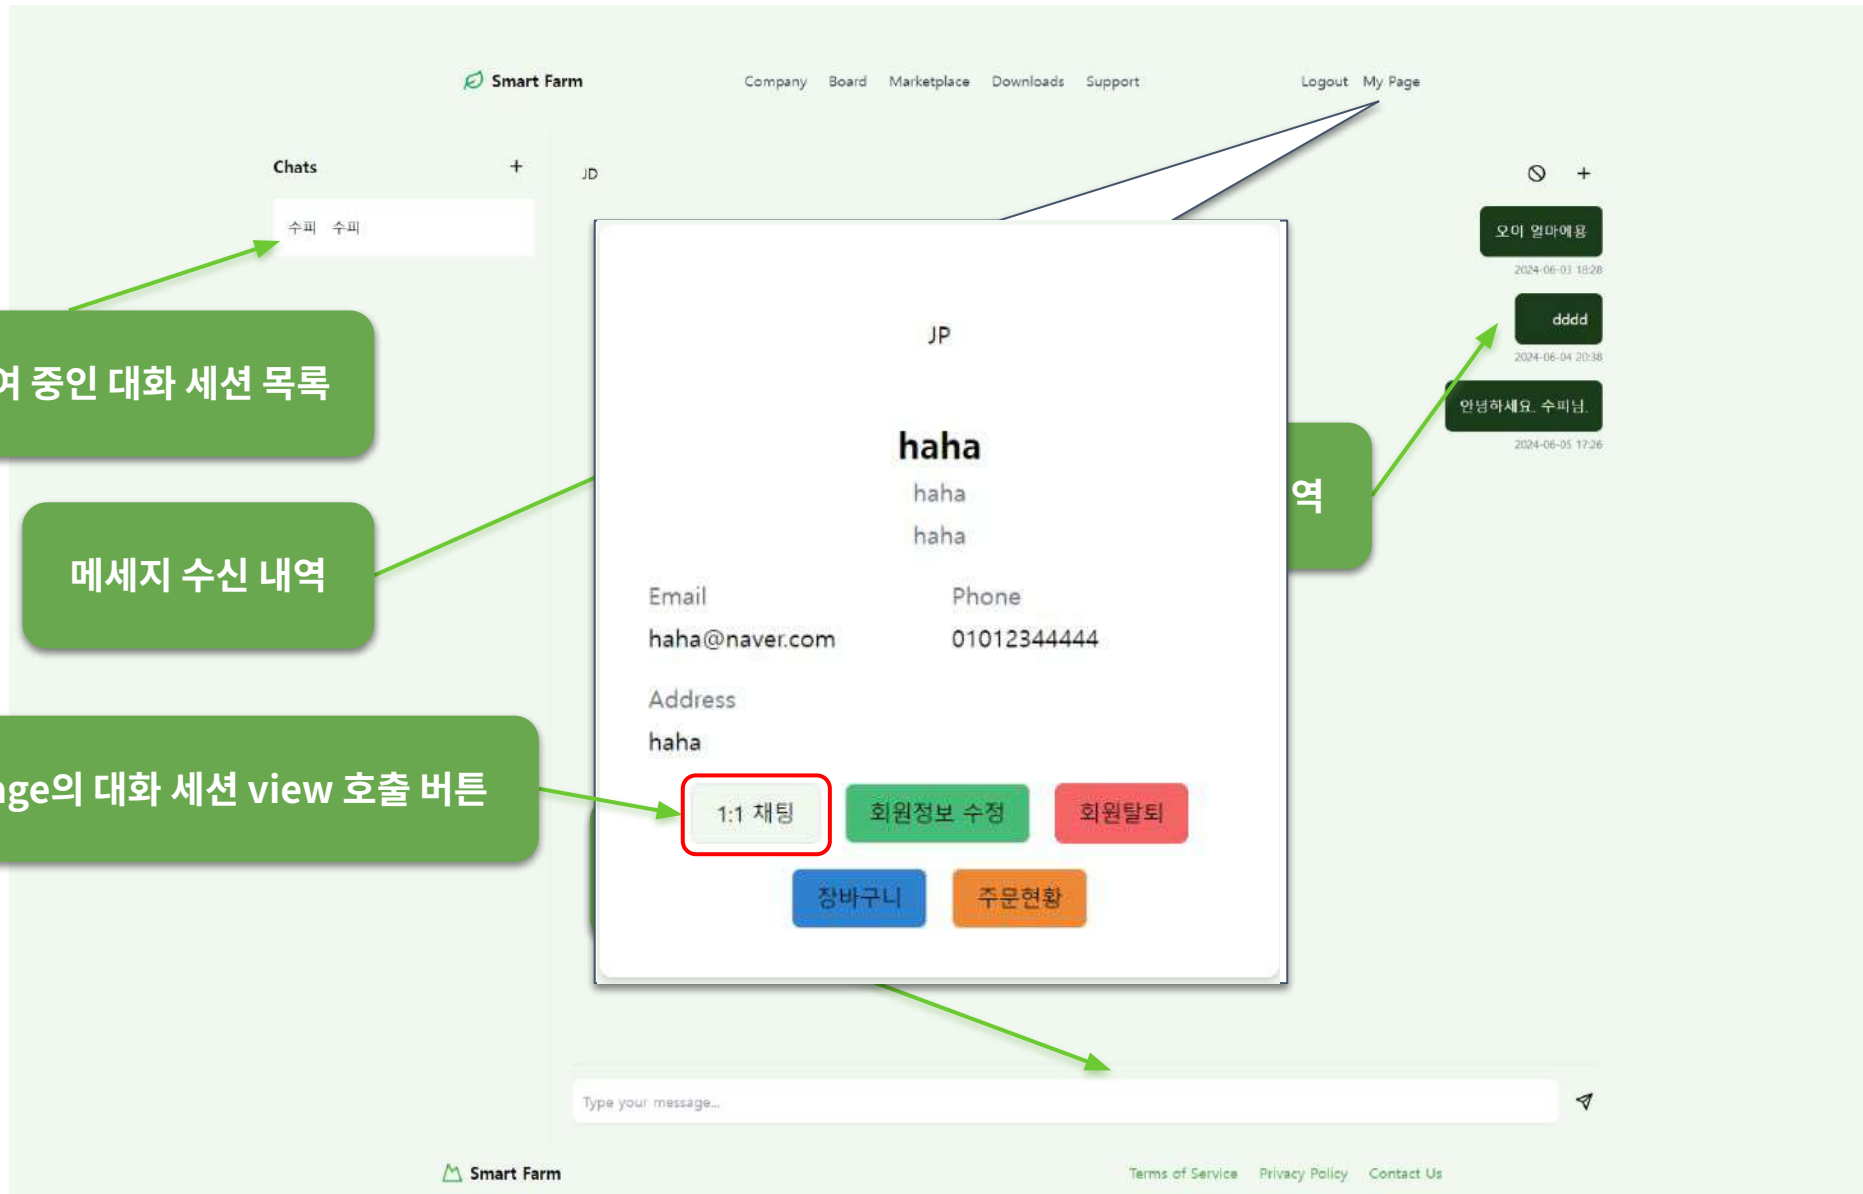 Smart Farm
Company Board Marketplace Downloads Support
Logout My Page
Chats +
JD
+
수피 수피
오이 얼마에용
2024-06-03 18:28
dddd
2024-06-04 20:38
안녕하세요. 수피님.
2024-06-05 17:26
여 중인 대화 세션 목록
메세지 수신 내역
역
age의 대화 세션 view 호출 버튼
JP
haha
haha
haha
Email Phone
haha@naver.com 01012344444
Address
haha
1:1 채팅 회원정보 수정 회원탈퇴
장바구니 주문현황
Type your message...
Smart Farm
Terms of Service Privacy Policy Contact Us